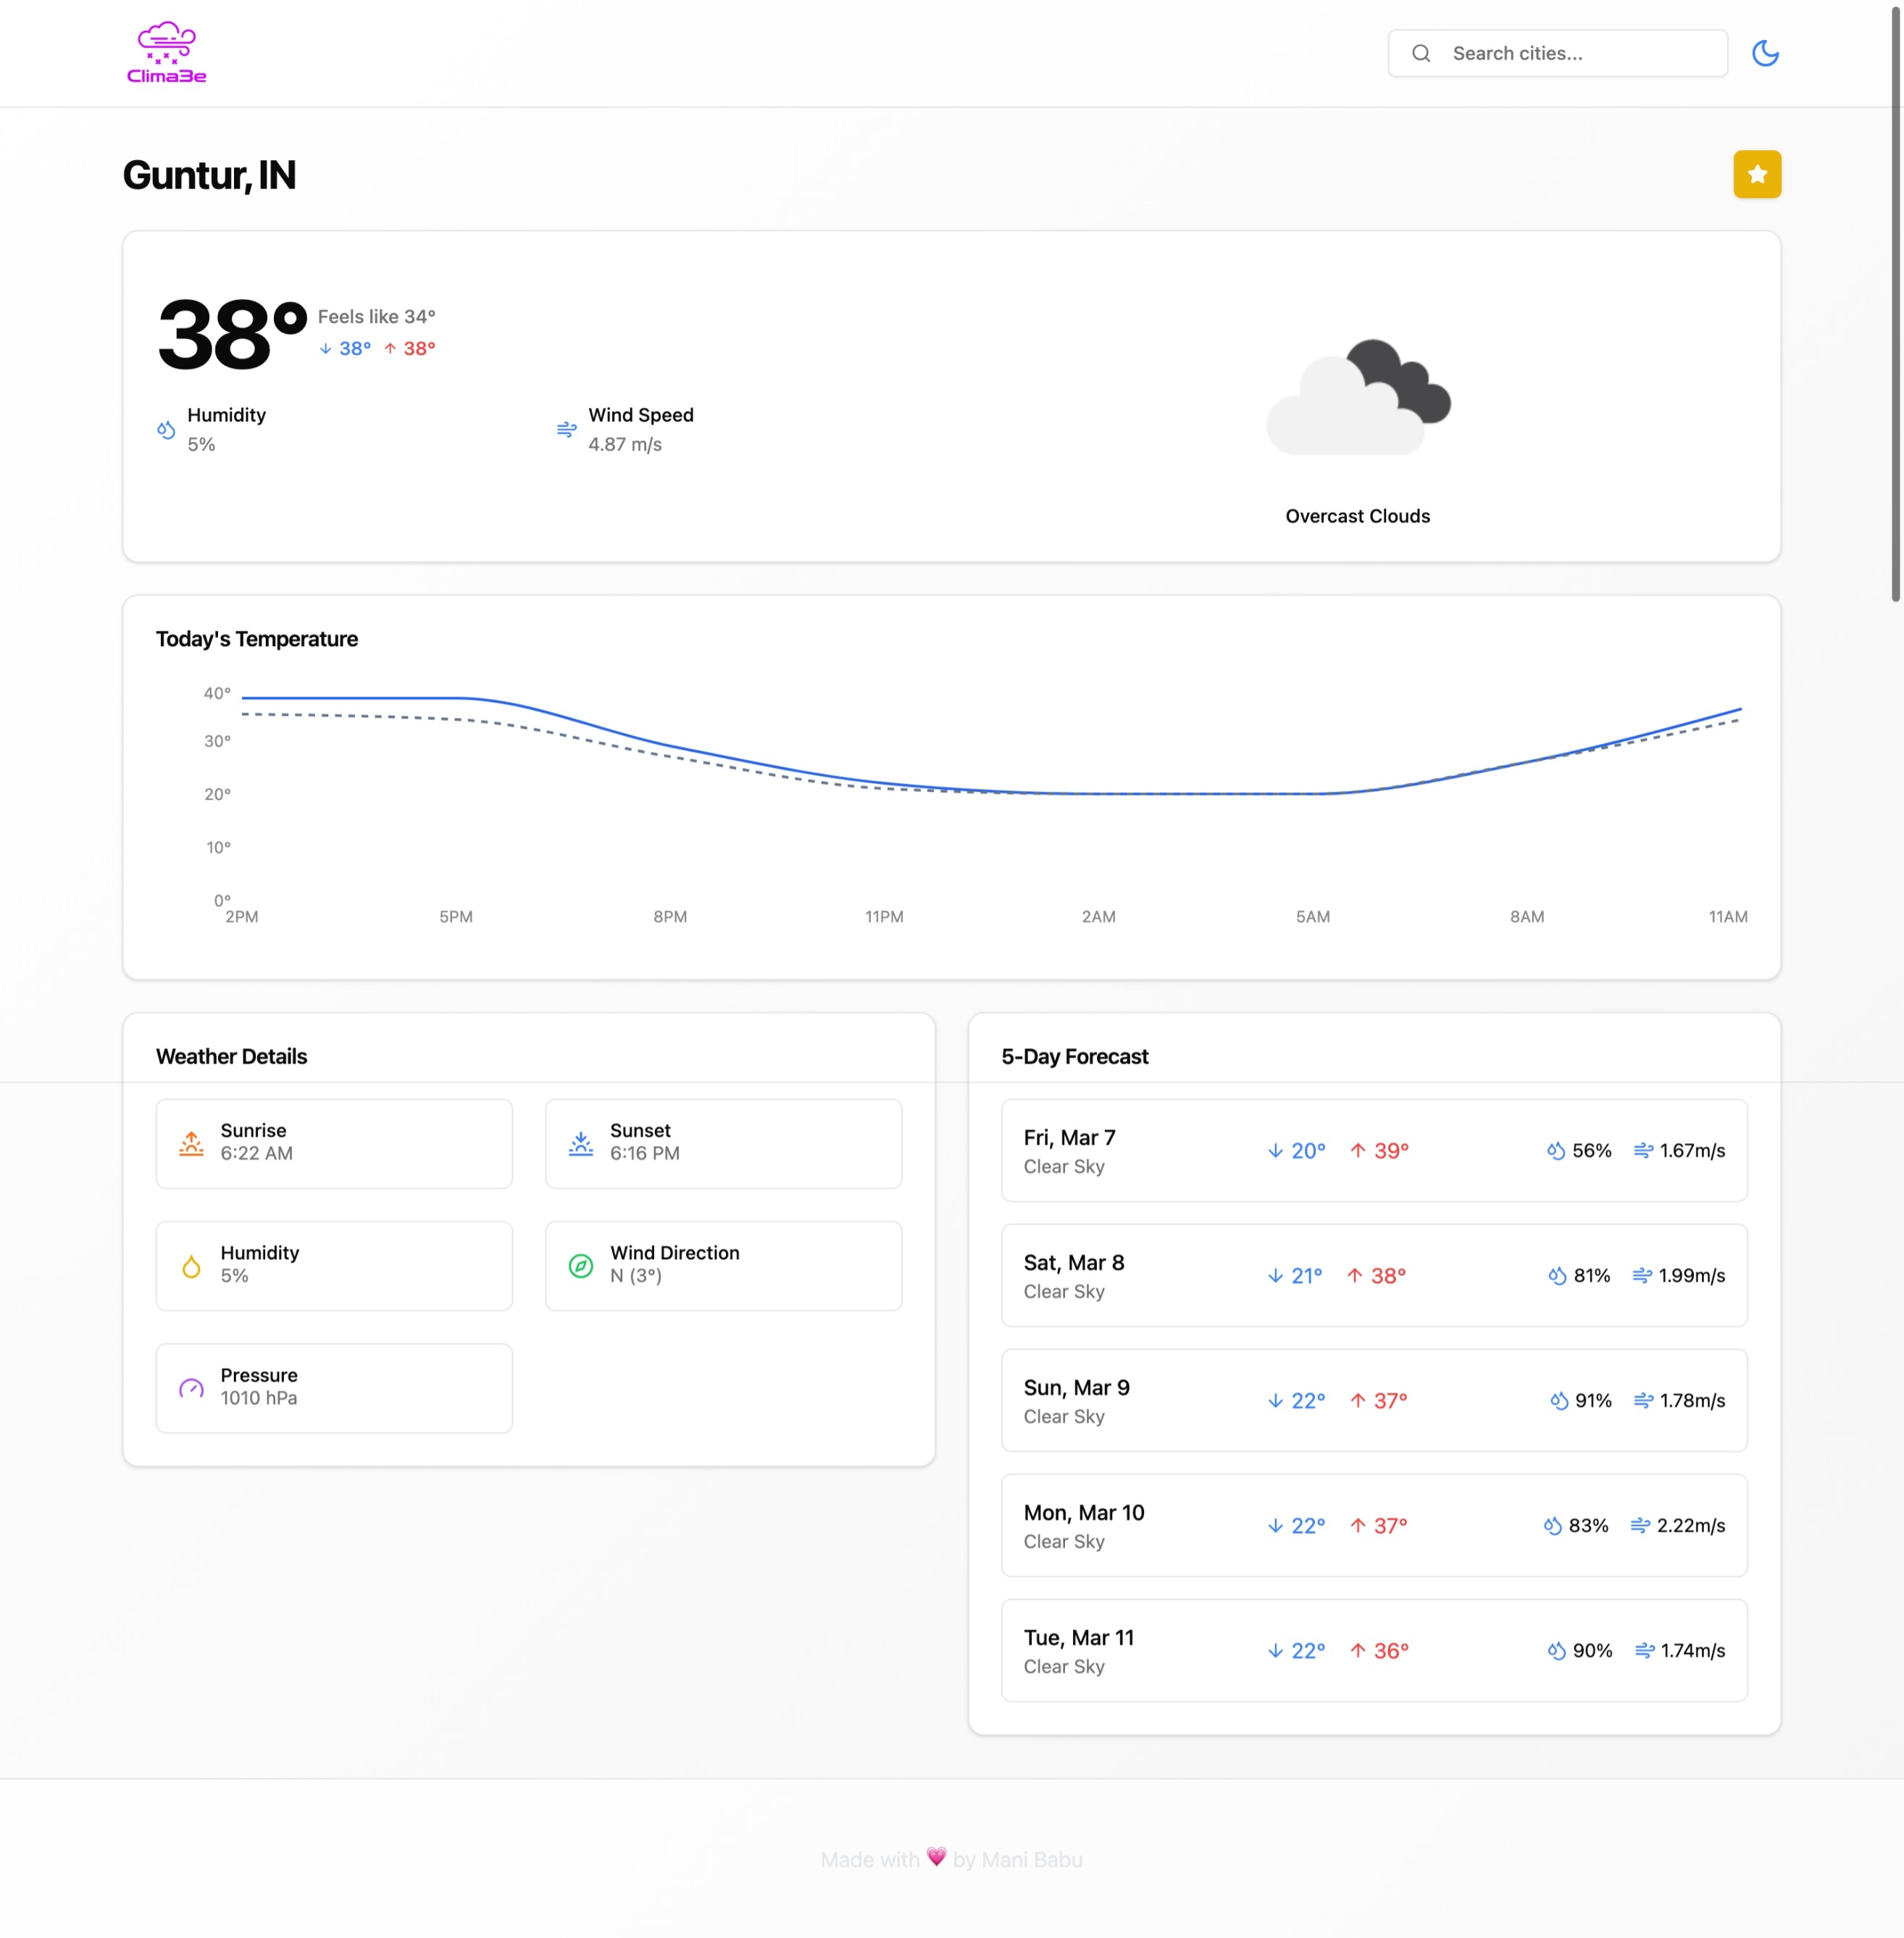 Clima3e
Search cities...
Guntur, IN
38°
Feels like 34°
↓ 38° ↑ 38°
Humidity
5%
Wind Speed
4.87 m/s
Overcast Clouds
Today's Temperature
40°
30°
20°
10°
0°
2PM 5PM 8PM 11PM 2AM 5AM 8AM 11AM
Weather Details
Sunrise
6:22 AM
Sunset
6:16 PM
Humidity
5%
Wind Direction
N (3°)
Pressure
1010 hPa
5-Day Forecast
Fri, Mar 7
Clear Sky
↓ 20° ↑ 39° 56% 1.67m/s
Sat, Mar 8
Clear Sky
↓ 21° ↑ 38° 81% 1.99m/s
Sun, Mar 9
Clear Sky
↓ 22° ↑ 37° 91% 1.78m/s
Mon, Mar 10
Clear Sky
↓ 22° ↑ 37° 83% 2.22m/s
Tue, Mar 11
Clear Sky
↓ 22° ↑ 36° 90% 1.74m/s
Made with 💗 by Mani Babu